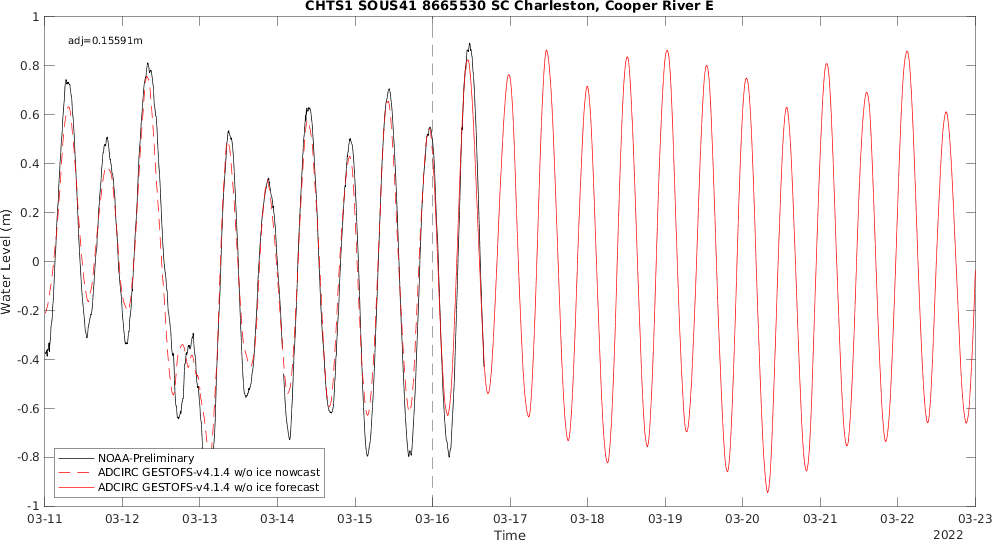 CHTS1 SOUS41 8665530 SC Charleston, Cooper River E
adj=0.15591m
1
0.8
0.6
0.4
0.2
0
-0.2
-0.4
-0.6
-0.8
-1
Water Level (m)
NOAA-Preliminary
ADCIRC GESTOFS-v4.1.4 w/o ice nowcast
ADCIRC GESTOFS-v4.1.4 w/o ice forecast
03-11 03-12 03-13 03-14 03-15 03-16 03-17 03-18 03-19 03-20 03-21 03-22 03-23
Time
2022